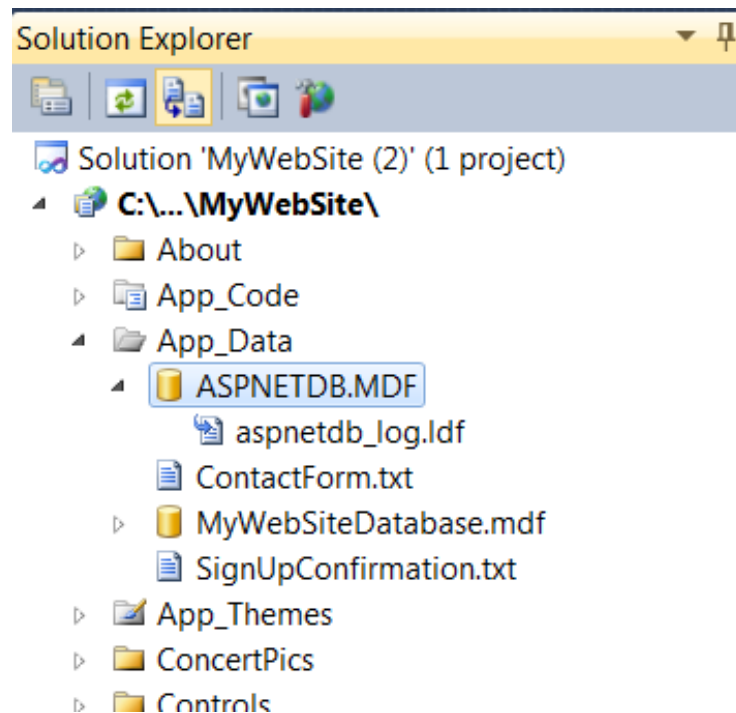 Solution Explorer
Solution 'MyWebSite (2)' (1 project)
C:\...\MyWebSite\
About
App_Code
App_Data
ASPNETDB.MDF
aspnetdb_log.ldf
ContactForm.txt
MyWebSiteDatabase.mdf
SignUpConfirmation.txt
App_Themes
ConcertPics
Controls